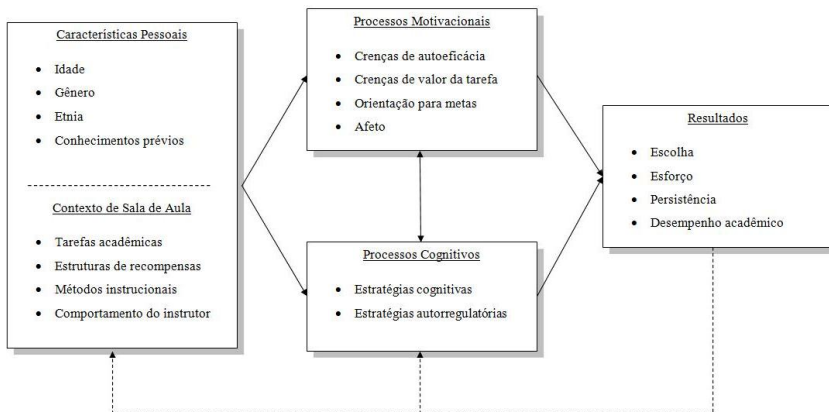 Características Pessoais
Idade
Gênero
Etnia
Conhecimentos prévios
Contexto de Sala de Aula
Tarefas acadêmicas
Estruturas de recompensas
Métodos instrucionais
Comportamento do instrutor
Processos Motivacionais
Crenças de autoeficácia
Crenças de valor da tarefa
Orientação para metas
Afeto
Processos Cognitivos
Estratégias cognitivas
Estratégias autorregulatórias
Resultados
Escolha
Esforço
Persistência
Desempenho acadêmico